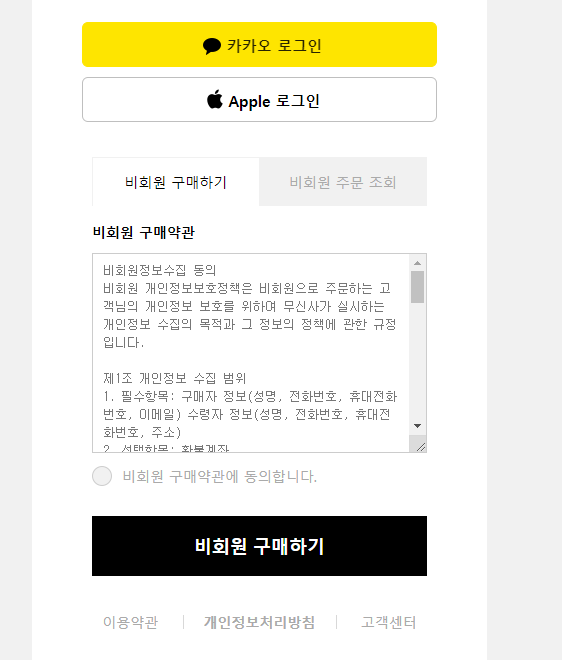 카카오 로그인
Apple 로그인
비회원 구매하기 비회원 주문 조회
비회원 구매약관
비회원정보수집 동의
비회원 개인정보보호정책은 비회원으로 주문하는 고
객님의 개인정보 보호를 위하여 무신사가 실시하는
개인정보 수집의 목적과 그 정보의 정책에 관한 규정
입니다.
제1조 개인정보 수집 범위
1. 필수항목: 구매자 정보(성명, 전화번호, 휴대전화
번호, 이메일) 수령자 정보(성명, 전화번호, 휴대전
화번호, 주소)
2. 선택항목: 환불계좌
비회원 구매약관에 동의합니다.
비회원 구매하기
이용약관 개인정보처리방침 고객센터